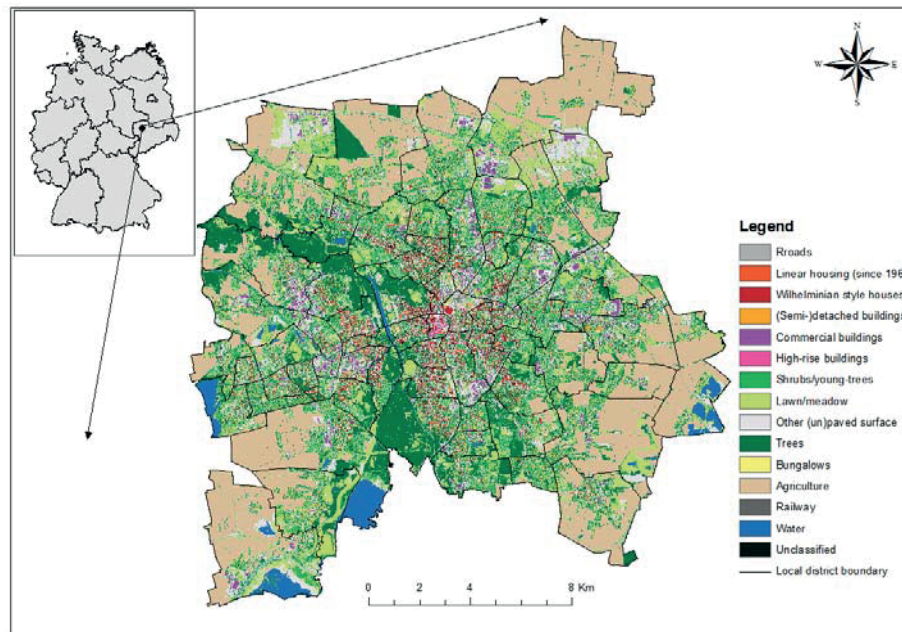 N
W E
S
Legend
Rroads
Linear housing (since 196
Wilhelminian style houses
(Semi-)detached buildings
Commercial buildings
High-rise buildings
Shrubs/young-trees
Lawn/meadow
Other (un)paved surface
Trees
Bungalows
Agriculture
Railway
Water
Unclassified
Local district boundary
0 2 4 8 Km